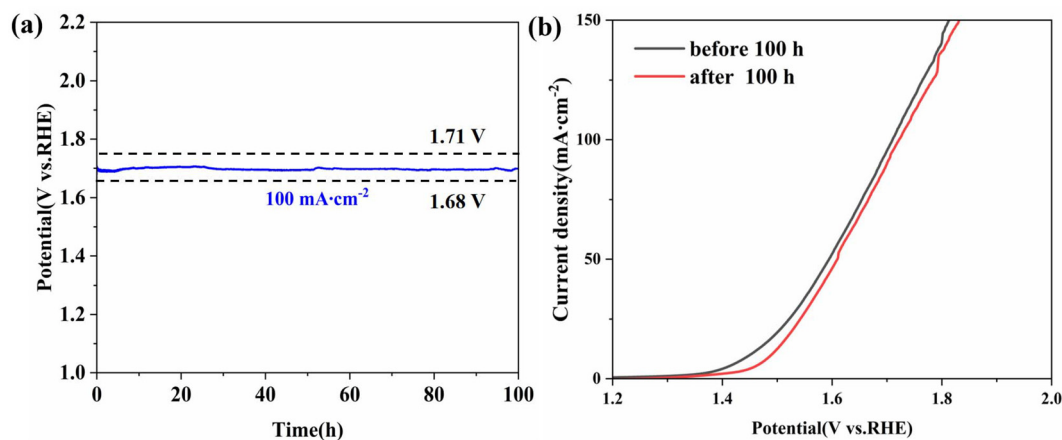 (a)
2.2
2.0
1.8
1.6
1.4
1.2
1.0
Potential(V vs.RHE)
1.71 V
100 mA·cm⁻²
1.68 V
0
20
40
60
80
100
Time(h)
(b)
150
100
50
0
Current density(mA·cm⁻²)
before 100 h
after 100 h
1.2
1.4
1.6
1.8
2.0
Potential(V vs.RHE)